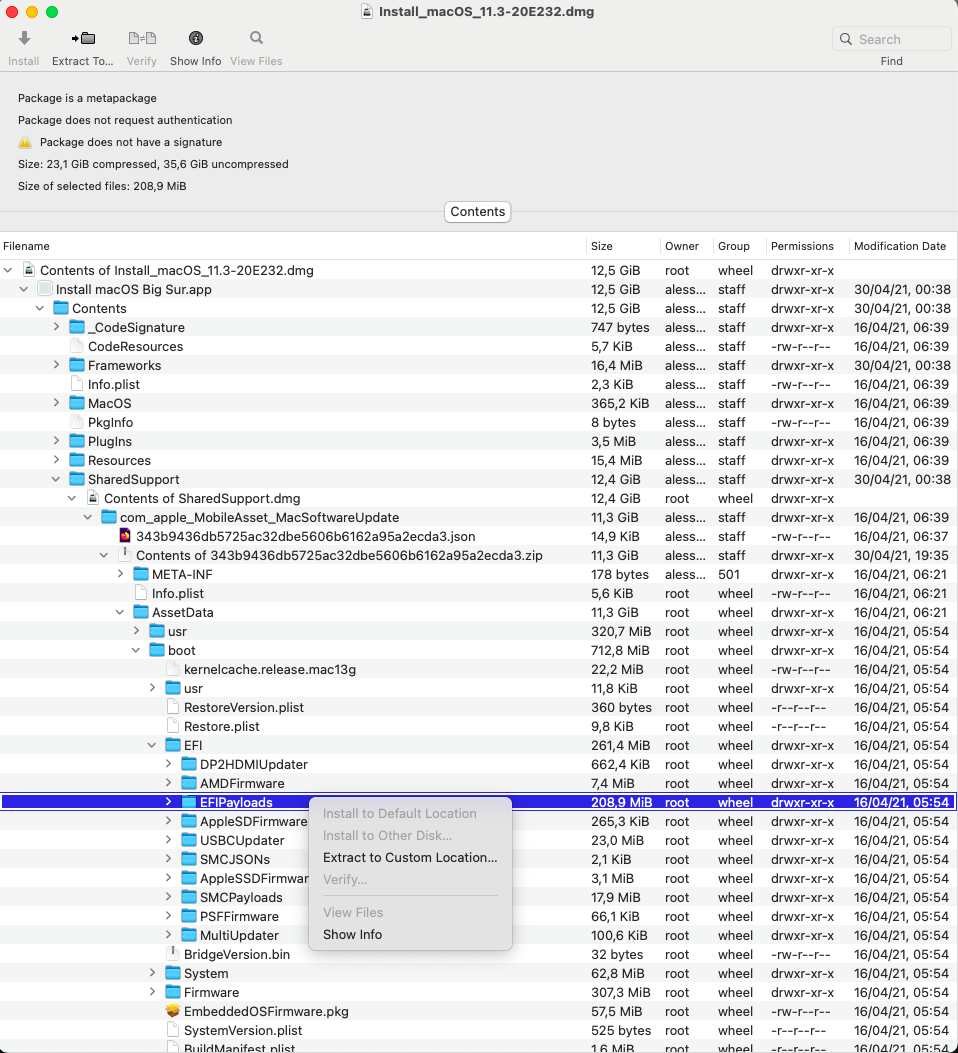 Install_macOS_11.3-20E232.dmg
Install Extract To... Verify Show Info View Files Search Find
Package is a metapackage
Package does not request authentication
Package does not have a signature
Size: 23,1 GiB compressed, 35,6 GiB uncompressed
Size of selected files: 208,9 MiB
Contents
Filename Size Owner Group Permissions Modification Date
Contents of Install_macOS_11.3-20E232.dmg 12,5 GiB root wheel drwxr-xr-x
Install macOS Big Sur.app 12,5 GiB aless... staff drwxr-xr-x 30/04/21, 00:38
Contents 12,5 GiB aless... staff drwxr-xr-x 30/04/21, 00:38
_CodeSignature 747 bytes aless... staff drwxr-xr-x 16/04/21, 06:39
CodeResources 5,7 KiB aless... staff -rw-r--r-- 16/04/21, 06:39
Frameworks 16,4 MiB aless... staff drwxr-xr-x 30/04/21, 00:38
Info.plist 2,3 KiB aless... staff -rw-r--r-- 16/04/21, 06:39
MacOS 365,2 KiB aless... staff drwxr-xr-x 16/04/21, 06:39
PkgInfo 8 bytes aless... staff -rw-r--r-- 16/04/21, 06:39
PlugIns 3,5 MiB aless... staff drwxr-xr-x 16/04/21, 06:39
Resources 15,4 MiB aless... staff drwxr-xr-x 16/04/21, 06:39
SharedSupport 12,4 GiB aless... staff drwxr-xr-x 30/04/21, 00:38
Contents of SharedSupport.dmg 12,4 GiB root wheel drwxr-xr-x
com_apple_MobileAsset_MacSoftwareUpdate 11,3 GiB aless... staff drwxr-xr-x 16/04/21, 06:39
343b9436db5725ac32dbe5606b6162a95a2ecda3.json 14,9 KiB aless... staff -rw-r--r-- 16/04/21, 06:37
Contents of 343b9436db5725ac32dbe5606b6162a95a2ecda3.zip 11,3 GiB aless... staff drwxr-xr-x 30/04/21, 19:35
META-INF 178 bytes aless... 501 drwxr-xr-x 16/04/21, 06:21
Info.plist 5,6 KiB root wheel -rw-r--r-- 16/04/21, 06:21
AssetData 11,3 GiB root wheel drwxr-xr-x 16/04/21, 06:21
usr 320,7 MiB root wheel drwxr-xr-x 16/04/21, 05:54
boot 712,8 MiB root wheel drwxr-xr-x 16/04/21, 05:54
kernelcache.release.mac13g 22,2 MiB root wheel -rw-r--r-- 16/04/21, 05:54
usr 11,8 KiB root wheel drwxr-xr-x 16/04/21, 05:54
RestoreVersion.plist 360 bytes root wheel -r--r--r-- 16/04/21, 05:54
Restore.plist 9,8 KiB root wheel -r--r--r-- 16/04/21, 05:54
EFI 261,4 MiB root wheel drwxr-xr-x 16/04/21, 05:54
DP2HDMIUpdater 662,4 KiB root wheel drwxr-xr-x 16/04/21, 05:54
AMDFirmware 7,4 MiB root wheel drwxr-xr-x 16/04/21, 05:54
EFIPayloads 208,9 MiB root wheel drwxr-xr-x 16/04/21, 05:54
AppleSDFirmware 265,3 KiB root wheel drwxr-xr-x 16/04/21, 05:54
USBCUpdater 23,0 MiB root wheel drwxr-xr-x 16/04/21, 05:54
SMCJSONs 2,1 KiB root wheel drwxr-xr-x 16/04/21, 05:54
AppleSSDFirmwar 3,1 MiB root wheel drwxr-xr-x 16/04/21, 05:54
SMCPayloads 17,9 MiB root wheel drwxr-xr-x 16/04/21, 05:54
PSFFirmware 66,1 KiB root wheel drwxr-xr-x 16/04/21, 05:54
MultiUpdater 100,6 KiB root wheel drwxr-xr-x 16/04/21, 05:54
BridgeVersion.bin 32 bytes root wheel -rw-r--r-- 16/04/21, 05:54
System 62,8 MiB root wheel drwxr-xr-x 16/04/21, 05:54
Firmware 307,3 MiB root wheel drwxr-xr-x 16/04/21, 05:54
EmbeddedOSFirmware.pkg 57,5 MiB root wheel -rw-r--r-- 16/04/21, 05:54
SystemVersion.plist 525 bytes root wheel -r--r--r-- 16/04/21, 05:54
BuildManifest.plist 1,6 MiB root wheel -r--r--r-- 16/04/21, 05:54
Install to Default Location
Install to Other Disk...
Extract to Custom Location...
Verify...
View Files
Show Info